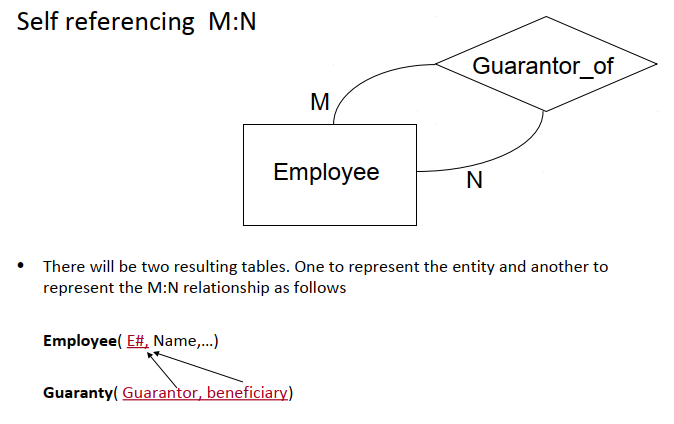 Self referencing M:N
Guarantor_of
M
Employee
N
• There will be two resulting tables. One to represent the entity and another to
represent the M:N relationship as follows
Employee( E#, Name,...)
Guaranty( Guarantor, beneficiary)